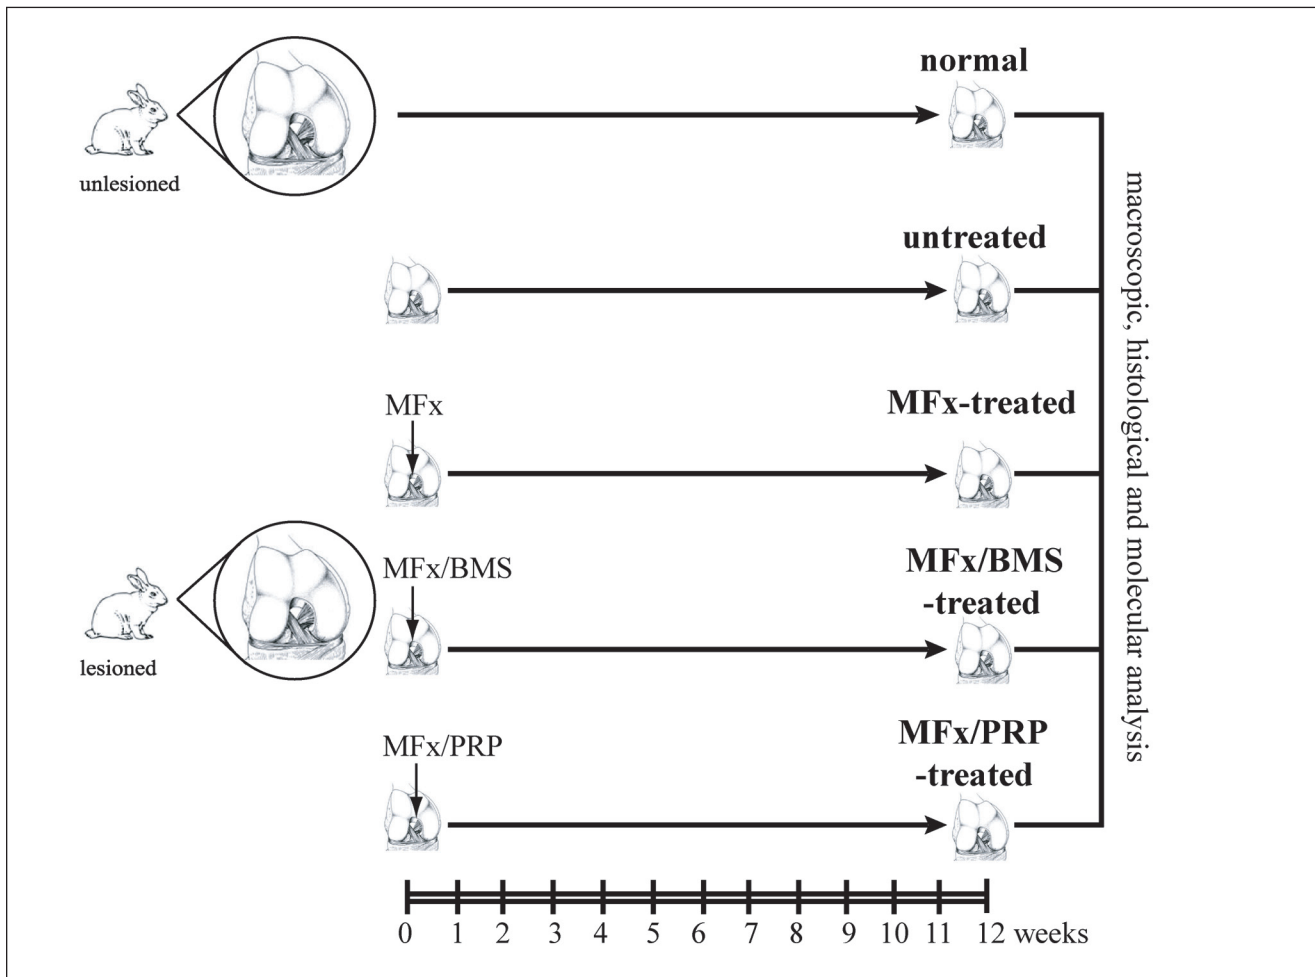 normal
unlesioned
untreated
MFx
MFx-treated
MFx/BMS
MFx/BMS
-treated
lesioned
MFx/PRP
MFx/PRP
-treated
macroscopic, histological and molecular analysis
0 1 2 3 4 5 6 7 8 9 10 11 12 weeks